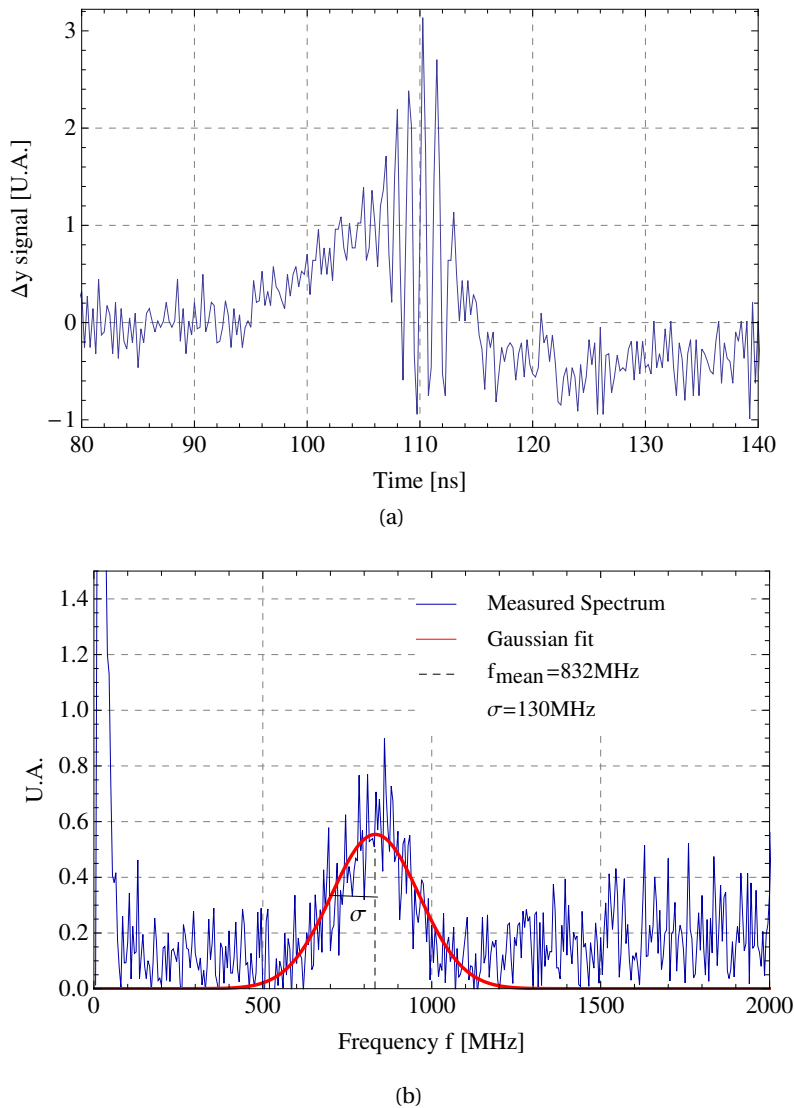 3
2
1
0
−1
Δy signal [U.A.]
80 90 100 110 120 130 140
Time [ns]
(a)
1.4
1.2
1.0
0.8
0.6
0.4
0.2
0.0
U.A.
Measured Spectrum
Gaussian fit
fmean=832MHz
σ=130MHz
σ
0 500 1000 1500 2000
Frequency f [MHz]
(b)